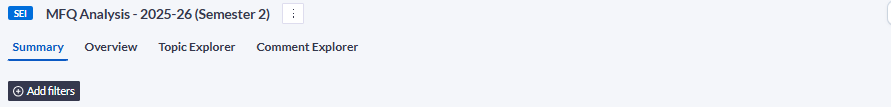 SEI MFQ Analysis - 2025-26 (Semester 2)
Summary Overview Topic Explorer Comment Explorer
Add filters